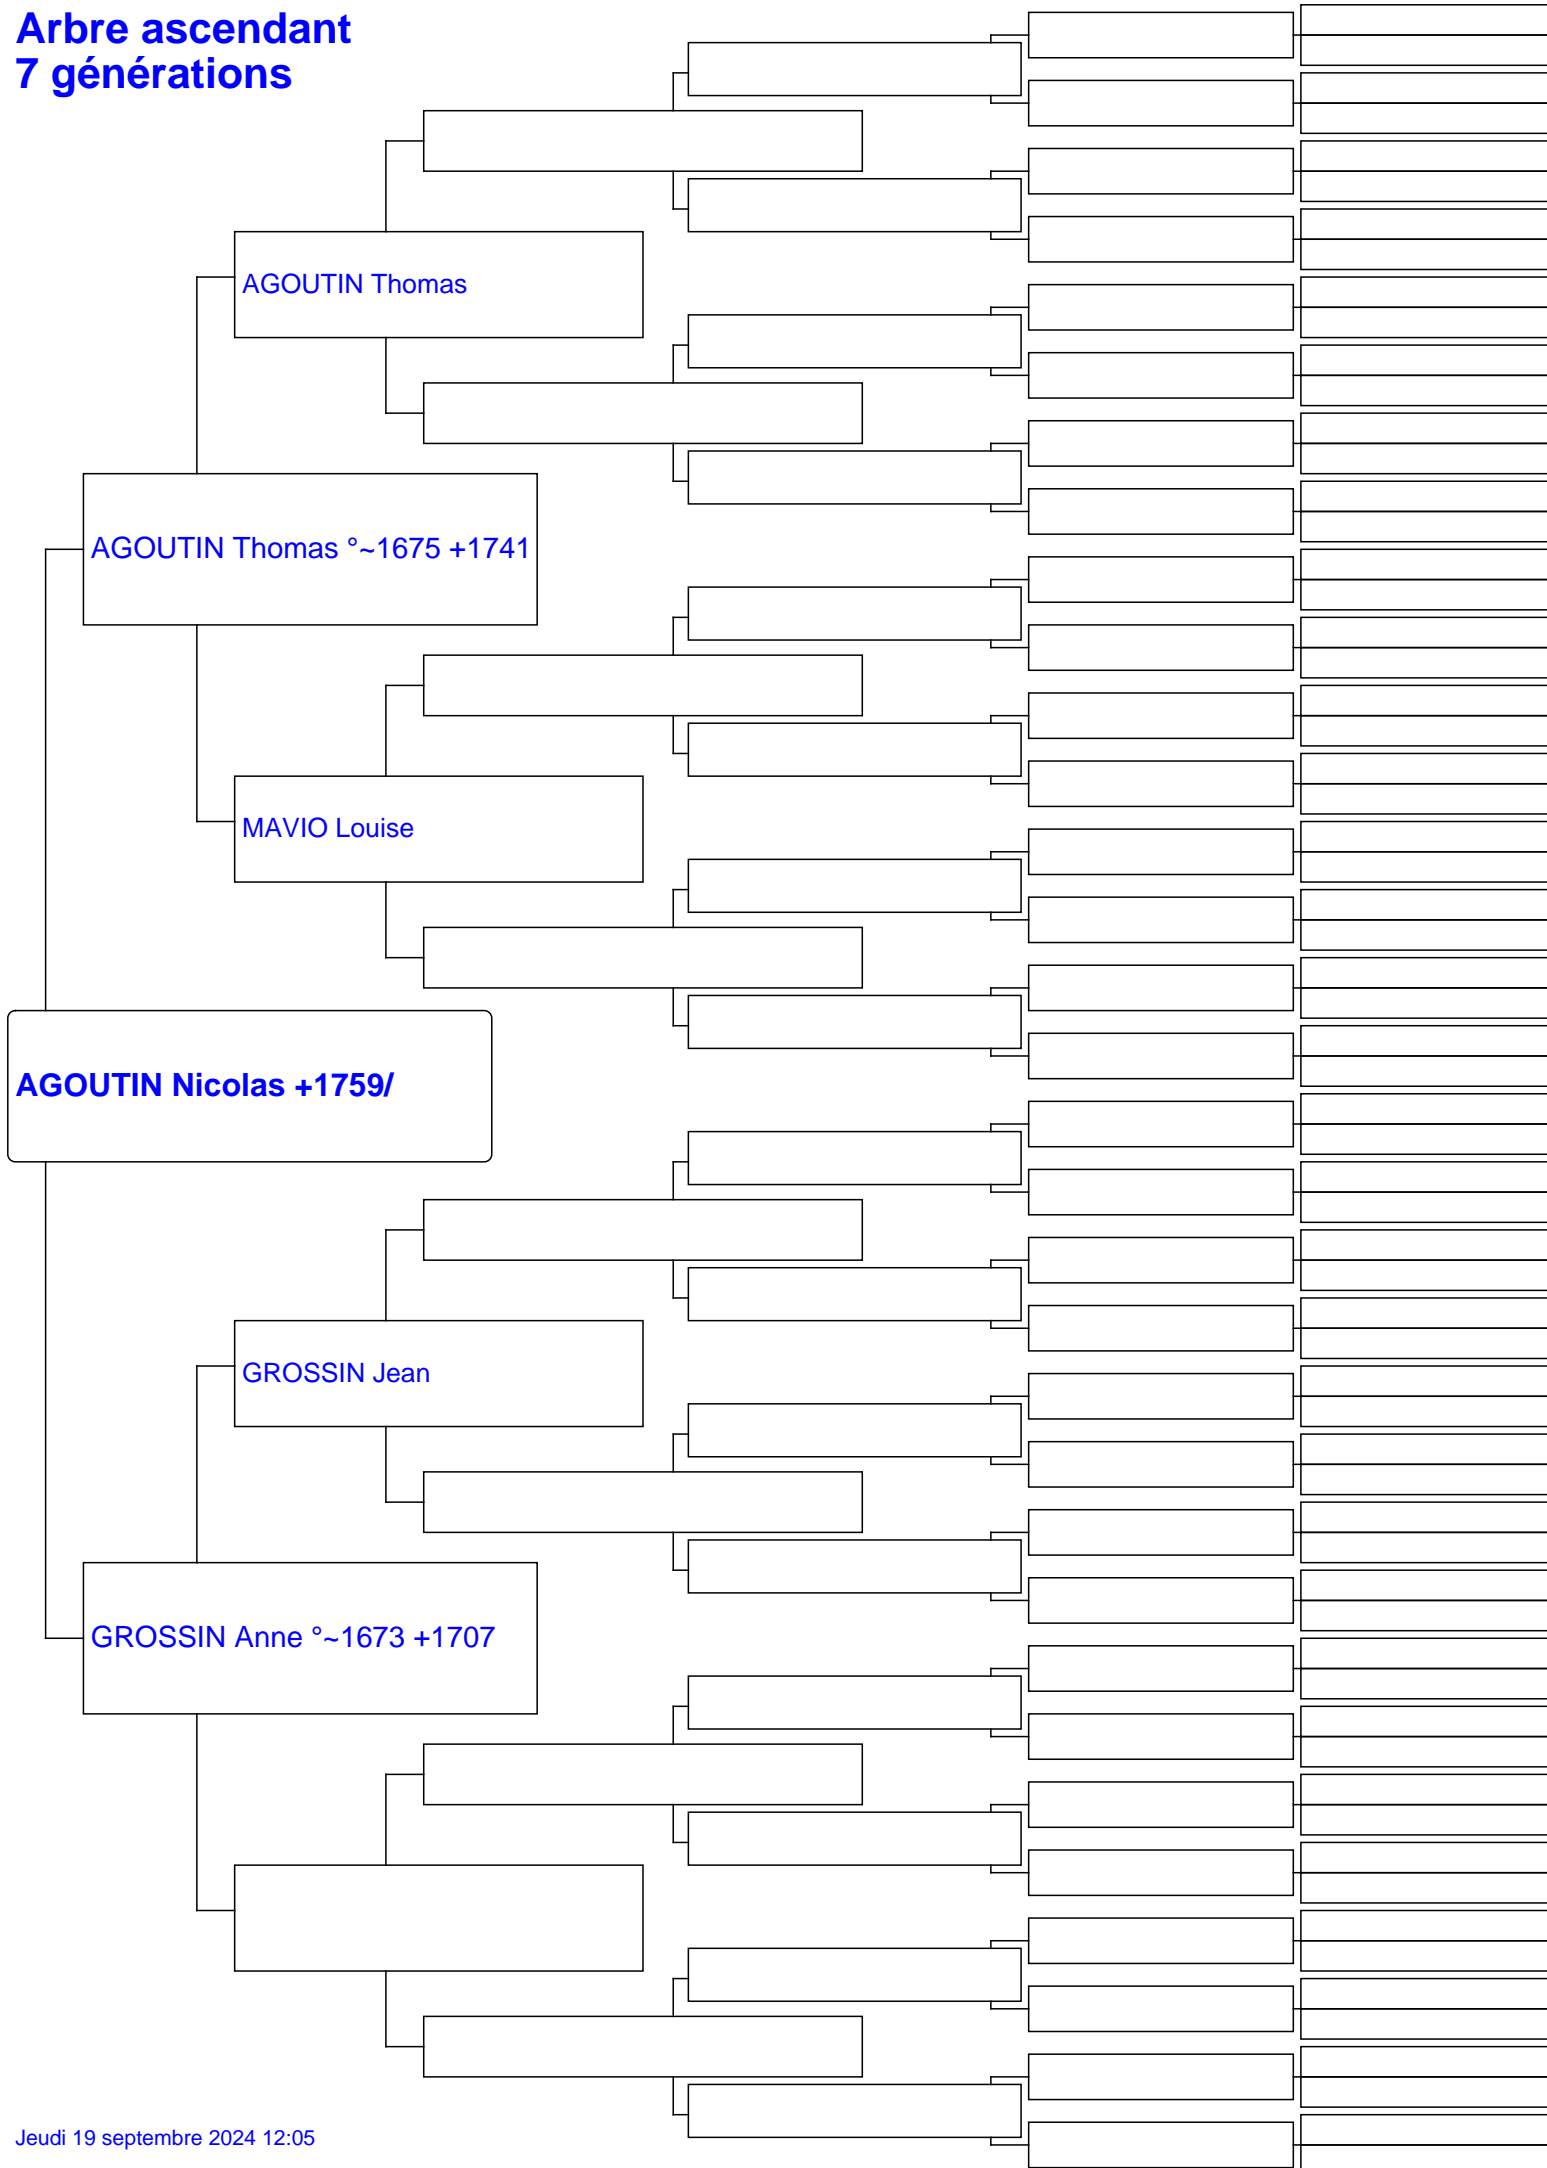 Arbre ascendant
7 générations
AGOUTIN Thomas
AGOUTIN Thomas °~1675 +1741
MAVIO Louise
AGOUTIN Nicolas +1759/
GROSSIN Jean
GROSSIN Anne °~1673 +1707
Jeudi 19 septembre 2024 12:05